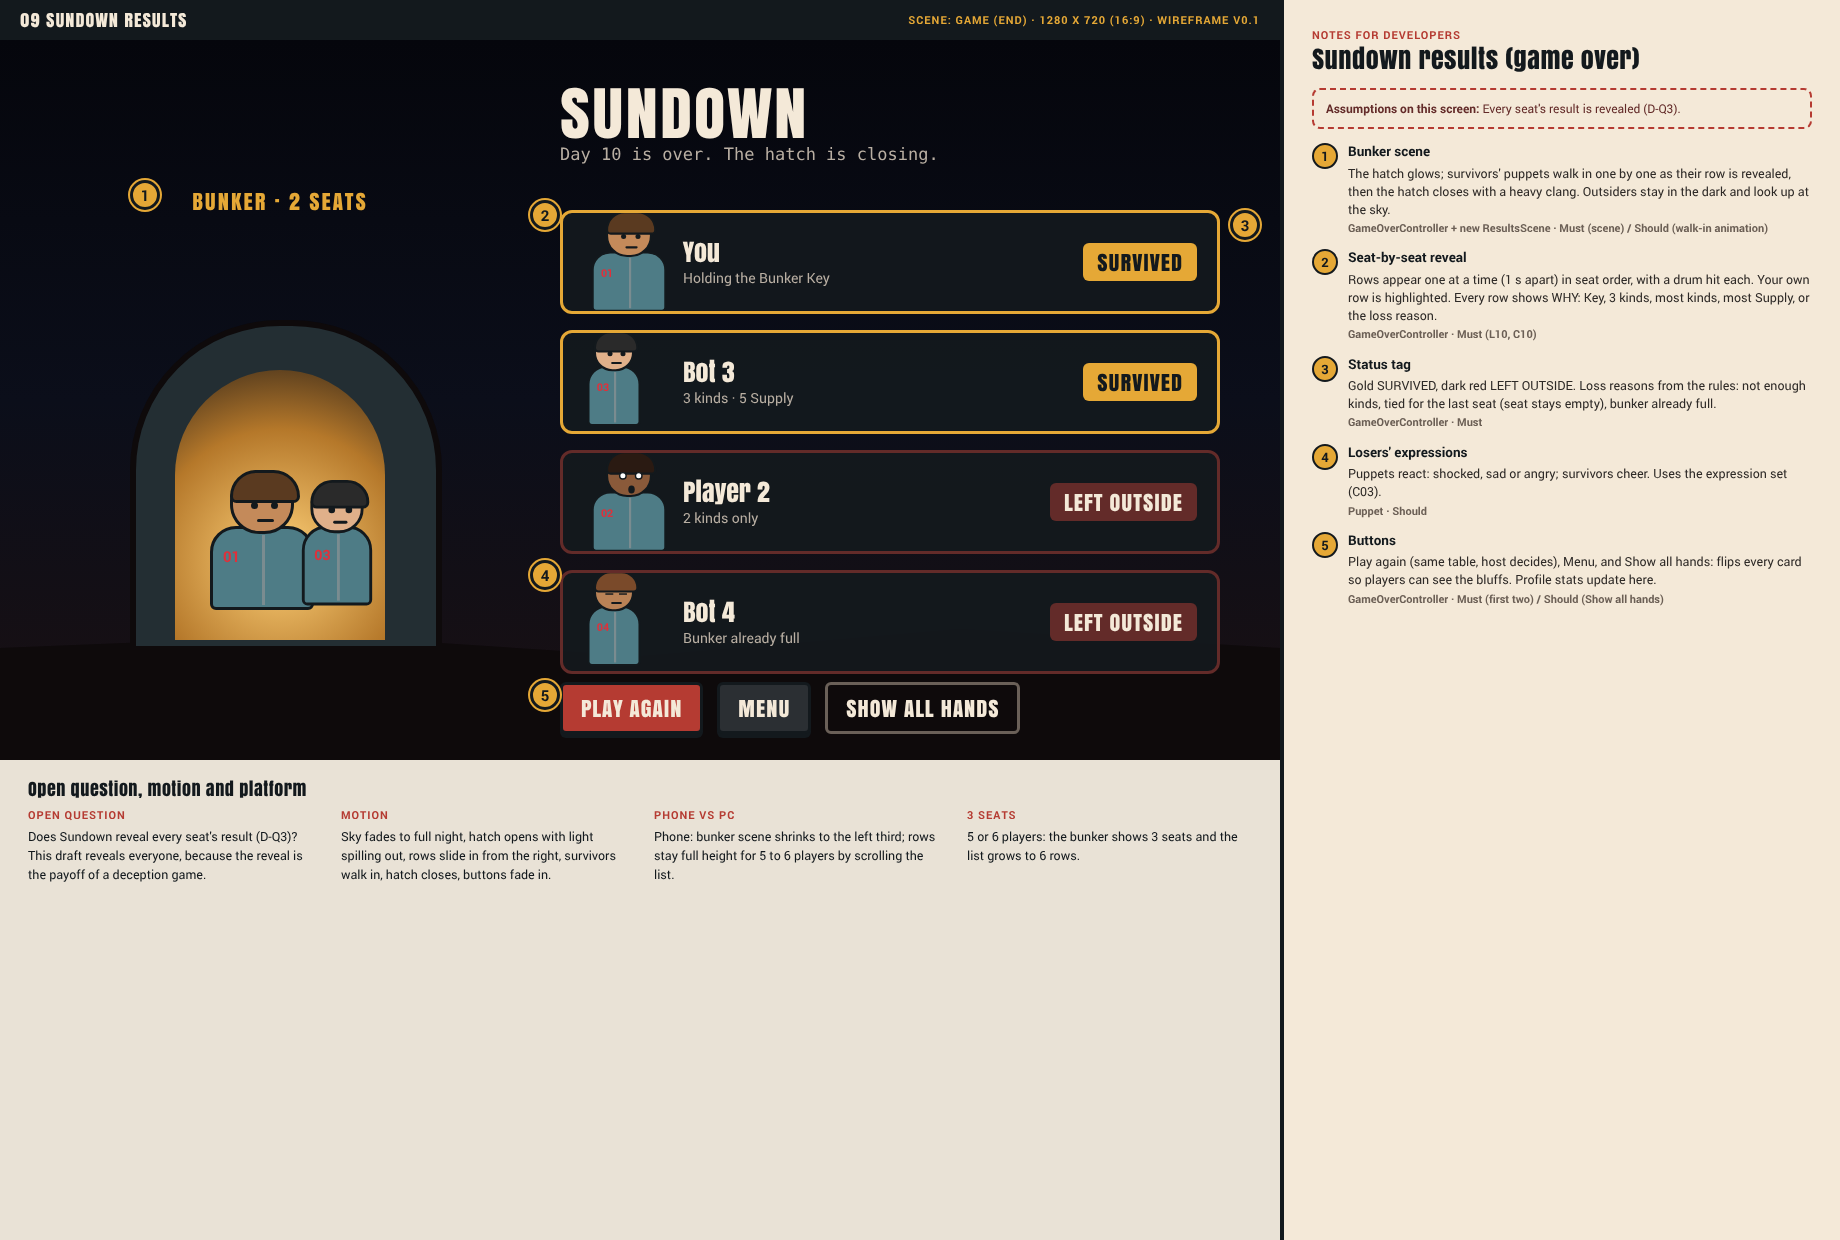 09 SUNDOWN RESULTS
SCENE: GAME (END) · 1280 X 720 (16:9) · WIREFRAME V0.1
SUNDOWN
Day 10 is over. The hatch is closing.
1
BUNKER · 2 SEATS
2
3
01
You
Holding the Bunker Key
SURVIVED
03
Bot 3
3 kinds · 5 Supply
SURVIVED
02
Player 2
2 kinds only
LEFT OUTSIDE
4
04
Bot 4
Bunker already full
LEFT OUTSIDE
01
03
5
PLAY AGAIN
MENU
SHOW ALL HANDS
Open question, motion and platform
OPEN QUESTION
Does Sundown reveal every seat's result (D-Q3)?
This draft reveals everyone, because the reveal is
the payoff of a deception game.
MOTION
Sky fades to full night, hatch opens with light
spilling out, rows slide in from the right, survivors
walk in, hatch closes, buttons fade in.
PHONE VS PC
Phone: bunker scene shrinks to the left third; rows
stay full height for 5 to 6 players by scrolling the
list.
3 SEATS
5 or 6 players: the bunker shows 3 seats and the
list grows to 6 rows.
NOTES FOR DEVELOPERS
Sundown results (game over)
Assumptions on this screen: Every seat's result is revealed (D-Q3).
1
Bunker scene
The hatch glows; survivors' puppets walk in one by one as their row is revealed,
then the hatch closes with a heavy clang. Outsiders stay in the dark and look up at
the sky.
GameOverController + new ResultsScene · Must (scene) / Should (walk-in animation)
2
Seat-by-seat reveal
Rows appear one at a time (1 s apart) in seat order, with a drum hit each. Your own
row is highlighted. Every row shows WHY: Key, 3 kinds, most kinds, most Supply, or
the loss reason.
GameOverController · Must (L10, C10)
3
Status tag
Gold SURVIVED, dark red LEFT OUTSIDE. Loss reasons from the rules: not enough
kinds, tied for the last seat (seat stays empty), bunker already full.
GameOverController · Must
4
Losers' expressions
Puppets react: shocked, sad or angry; survivors cheer. Uses the expression set
(C03).
Puppet · Should
5
Buttons
Play again (same table, host decides), Menu, and Show all hands: flips every card
so players can see the bluffs. Profile stats update here.
GameOverController · Must (first two) / Should (Show all hands)